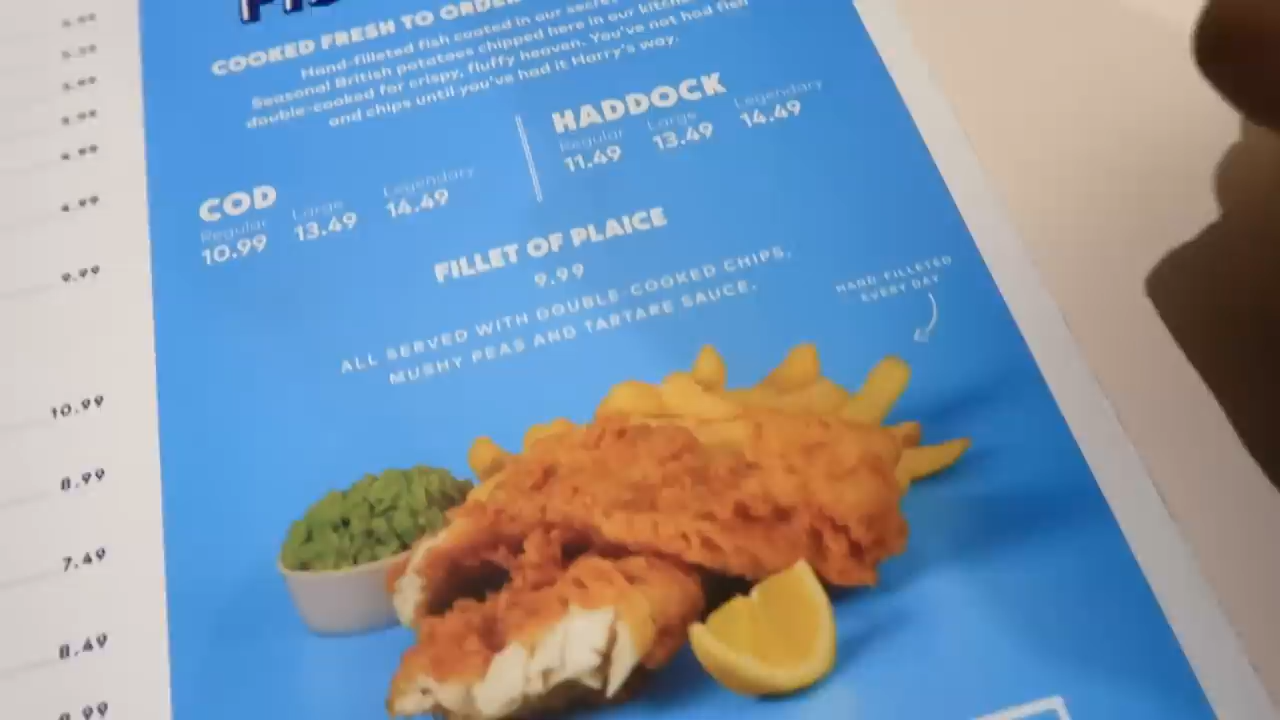 COOKED FRESH TO ORDER
Hand-filleted fish coated in our secret
Seasonal British potatoes chipped here in our kitchen
double-cooked for crispy, fluffy heaven. You've not had fish
and chips until you've had it Harry's way.
HADDOCK
Regular Large Legendary
11.49 13.49 14.49
COD
Regular Large Legendary
10.99 13.49 14.49
FILLET OF PLAICE
9.99
ALL SERVED WITH DOUBLE-COOKED CHIPS,
MUSHY PEAS AND TARTARE SAUCE.
HAND-FILLETED
EVERY DAY
4.99
9.99
10.99
8.99
7.49
8.49